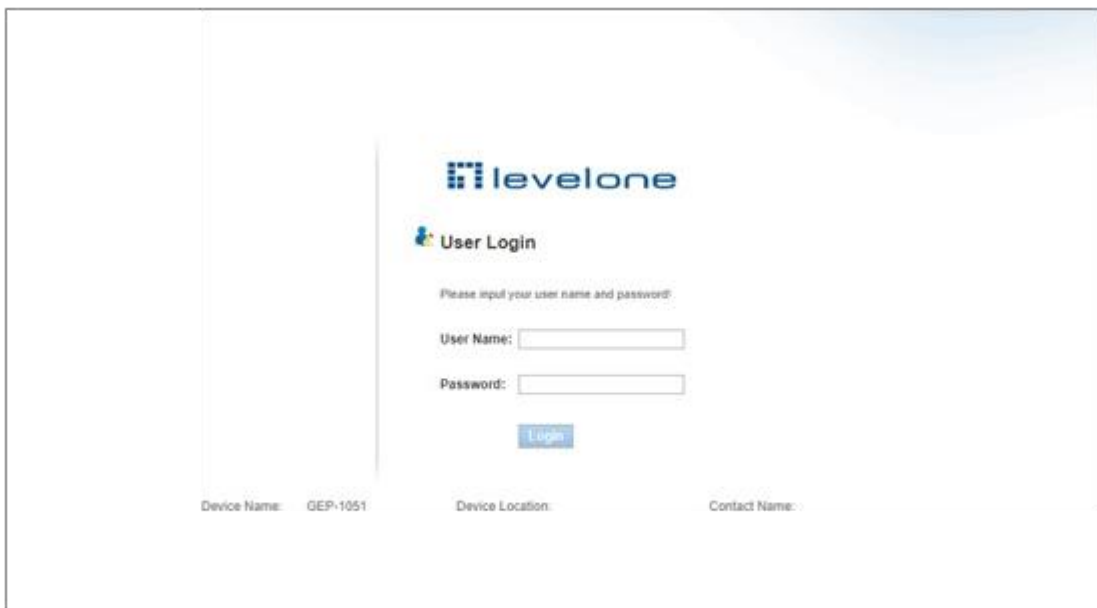 levelone
User Login
Please input your user name and password!
User Name:
Password:
Login
Device Name: GEP-1051 Device Location: Contact Name: